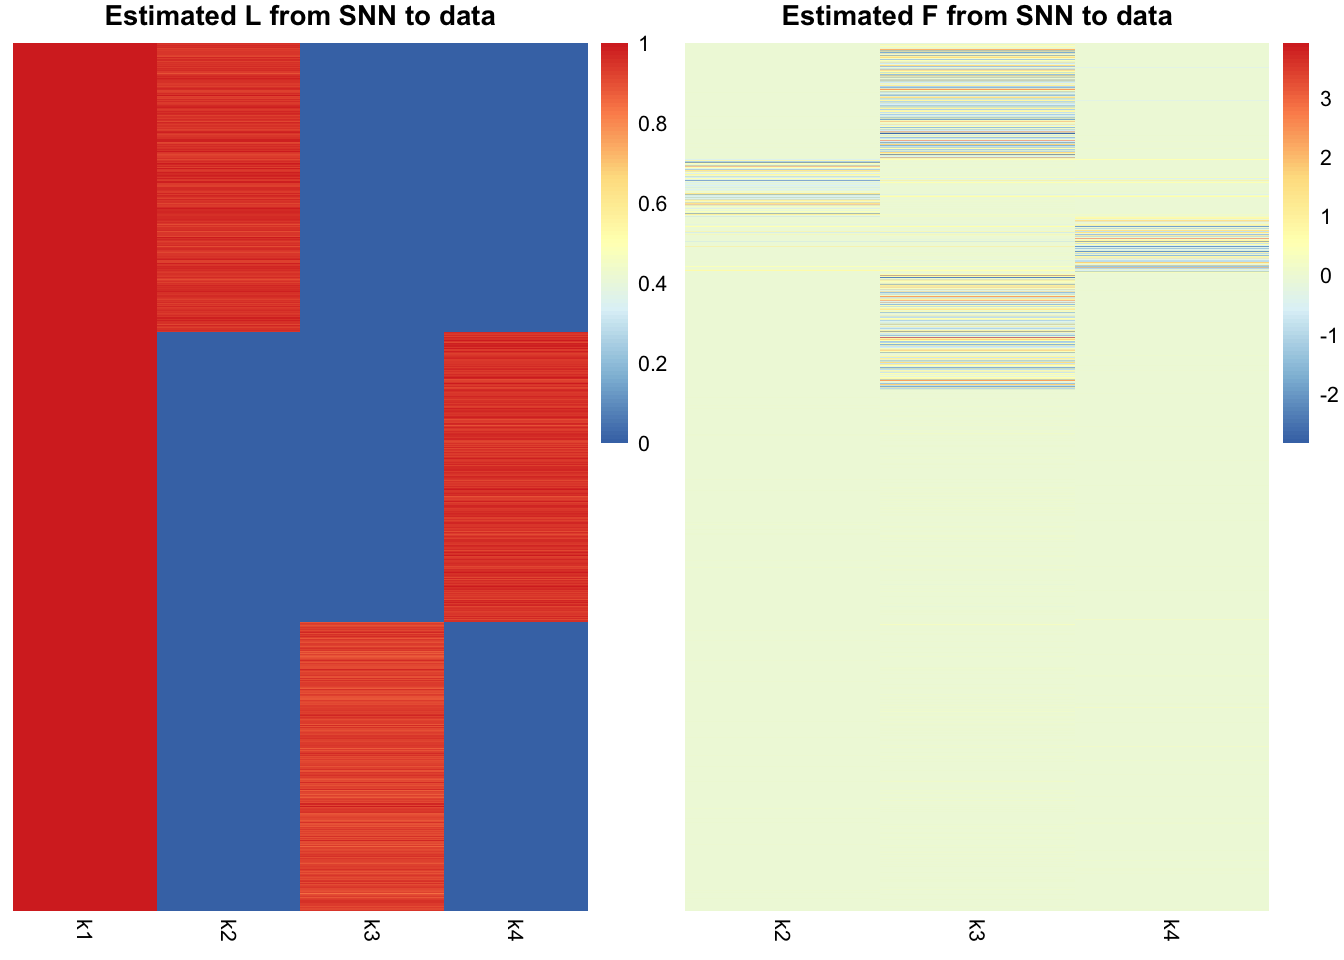 Estimated L from SNN to data
1
0.8
0.6
0.4
0.2
0
k1
k2
k3
k4
Estimated F from SNN to data
3
2
1
0
-1
-2
k2
k3
k4